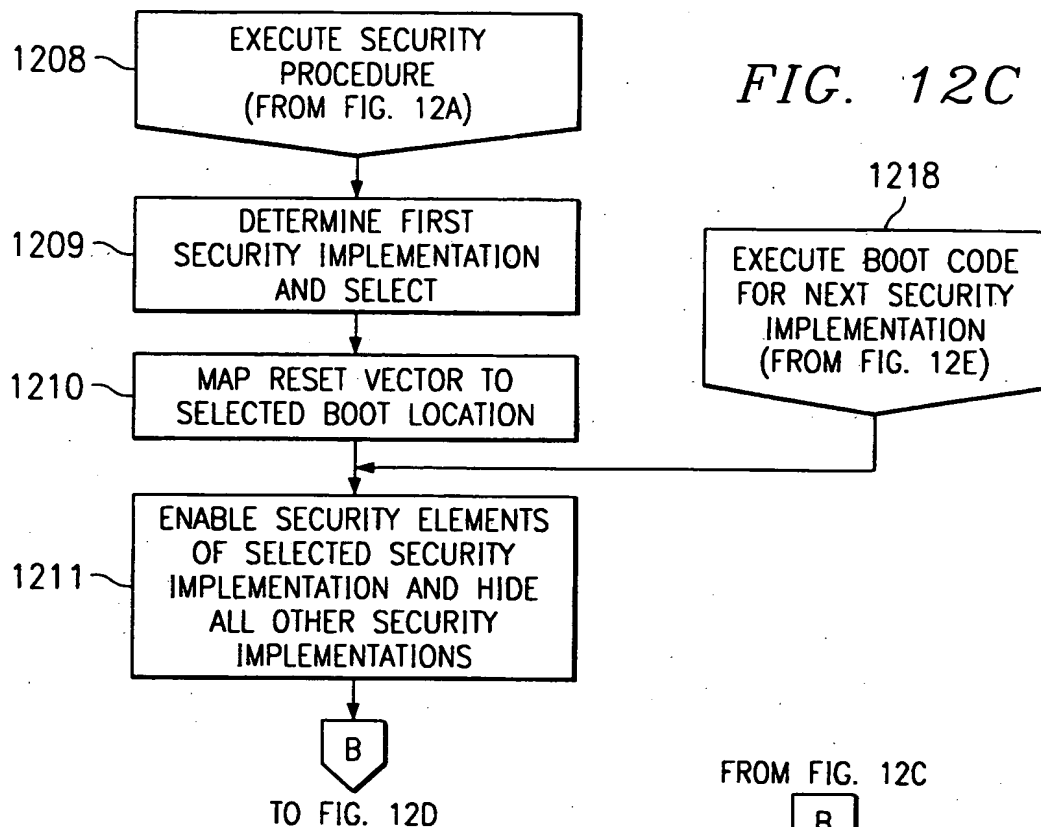 1208
EXECUTE SECURITY
PROCEDURE
(FROM FIG. 12A)
FIG. 12C
1209
DETERMINE FIRST
SECURITY IMPLEMENTATION
AND SELECT
1218
EXECUTE BOOT CODE
FOR NEXT SECURITY
IMPLEMENTATION
(FROM FIG. 12E)
1210
MAP RESET VECTOR TO
SELECTED BOOT LOCATION
1211
ENABLE SECURITY ELEMENTS
OF SELECTED SECURITY
IMPLEMENTATION AND HIDE
ALL OTHER SECURITY
IMPLEMENTATIONS
B
TO FIG. 12D
FROM FIG. 12C
B